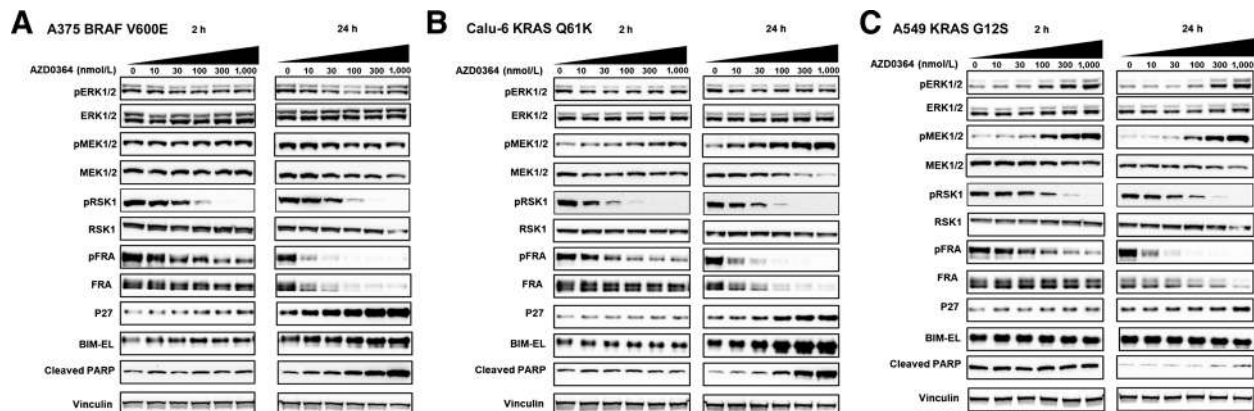 A A375 BRAF V600E
2 h 24 h
AZD0364 (nmol/L) 0 10 30 100 300 1,000 0 10 30 100 300 1,000
pERK1/2
ERK1/2
pMEK1/2
MEK1/2
pRSK1
RSK1
pFRA
FRA
P27
BIM-EL
Cleaved PARP
Vinculin
B Calu-6 KRAS Q61K
2 h 24 h
AZD0364 (nmol/L) 0 10 30 100 300 1,000 0 10 30 100 300 1,000
pERK1/2
ERK1/2
pMEK1/2
MEK1/2
pRSK1
RSK1
pFRA
FRA
P27
BIM-EL
Cleaved PARP
Vinculin
C A549 KRAS G12S
2 h 24 h
AZD0364 (nmol/L) 0 10 30 100 300 1,000 0 10 30 100 300 1,000
pERK1/2
ERK1/2
pMEK1/2
MEK1/2
pRSK1
RSK1
pFRA
FRA
P27
BIM-EL
Cleaved PARP
Vinculin